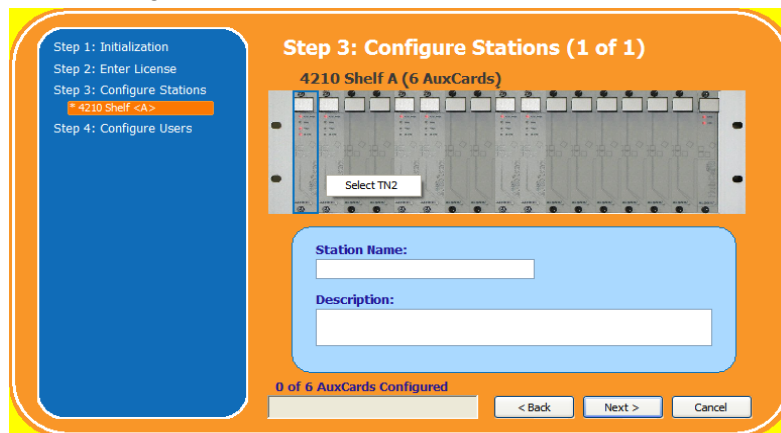 Step 1: Initialization
Step 2: Enter License
Step 3: Configure Stations
* 4210 Shelf <A>
Step 4: Configure Users
Step 3: Configure Stations (1 of 1)
4210 Shelf A (6 AuxCards)
Select TN2
Station Name:
Description:
0 of 6 AuxCards Configured
< Back
Next >
Cancel